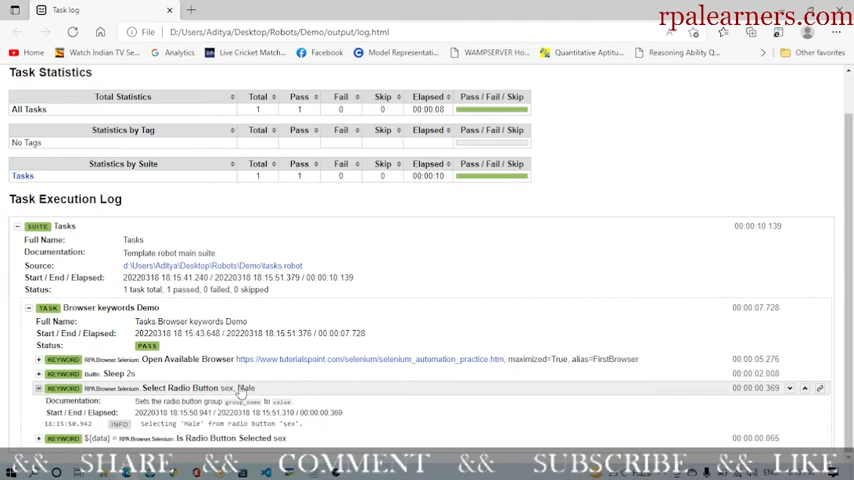 Task log
rpalearners.com
File D:/Users/Aditya/Desktop/Robots/Demo/output/log.html
Home Watch Indian TV Se... Analytics Live Cricket Match... Facebook Model Representati... WAMPSERVER Homep... Quantitative Aptitu... Reasoning Ability Q... Other favorites
Task Statistics
Total Statistics Total Pass Fail Skip Elapsed Pass / Fail / Skip
All Tasks 1 1 0 0 00:00:08
Statistics by Tag Total Pass Fail Skip Elapsed Pass / Fail / Skip
No Tags
Statistics by Suite Total Pass Fail Skip Elapsed Pass / Fail / Skip
Tasks 1 1 0 0 00:00:10
Task Execution Log
SUITE Tasks 00:00:10.139
Full Name: Tasks
Documentation: Template robot main suite.
Source: d:\Users\Aditya\Desktop\Robots\Demo\tasks.robot
Start / End / Elapsed: 20220318 18:15:41.240 / 20220318 18:15:51.379 / 00:00:10.139
Status: 1 task total, 1 passed, 0 failed, 0 skipped
TASK Browser keywords Demo 00:00:07.728
Full Name: Tasks.Browser keywords Demo
Start / End / Elapsed: 20220318 18:15:43.648 / 20220318 18:15:51.376 / 00:00:07.728
Status: PASS
KEYWORD RPA.Browser.Selenium. Open Available Browser https://www.tutorialspoint.com/selenium/selenium_automation_practice.htm, maximized=True, alias=FirstBrowser 00:00:05.276
KEYWORD BuiltIn. Sleep 2s 00:00:02.008
KEYWORD RPA.Browser.Selenium. Select Radio Button sex, Male 00:00:00.369
Documentation: Sets the radio button group group_name to value.
Start / End / Elapsed: 20220318 18:15:50.941 / 20220318 18:15:51.310 / 00:00:00.369
18:15:50.942 INFO Selecting 'Male' from radio button 'sex'.
KEYWORD ${data} = RPA.Browser.Selenium. Is Radio Button Selected sex 00:00:00.065
&& SHARE && COMMENT && SUBSCRIBE && LIKE